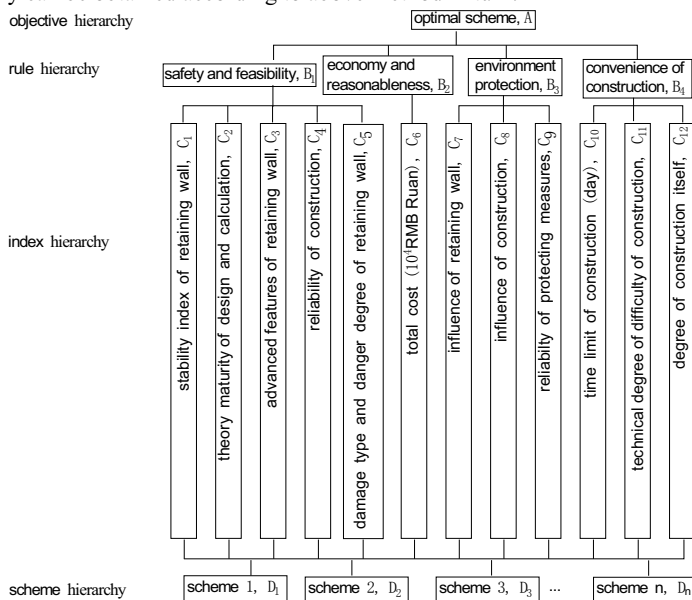 objective hierarchy
optimal scheme, A
rule hierarchy
safety and feasibility, B₁
economy and
reasonableness, B₂
environment
protection, B₃
convenience of
construction, B₄
index hierarchy
stability index of retaining wall, C₁
theory maturity of design and calculation, C₂
advanced features of retaining wall, C₃
reliability of construction, C₄
damage type and danger degree of retaining wall, C₅
total cost (10⁴RMB Ruan), C₆
influence of retaining wall, C₇
influence of construction, C₈
reliablity of protecting measures, C₉
time limit of construction (day), C₁₀
technical degree of difficulty of construction, C₁₁
degree of construction itself, C₁₂
scheme hierarchy
scheme 1, D₁
scheme 2, D₂
scheme 3, D₃
...
scheme n, Dₙ